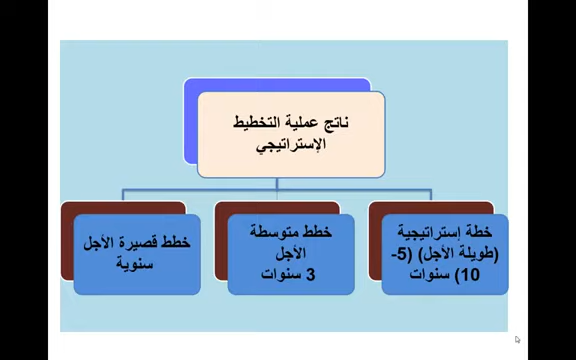 ناتج عملية التخطيط
الإستراتيجي
خطة إستراتيجية
(طويلة الأجل) (5-
10) سنوات
خطط متوسطة
الأجل
3 سنوات
خطط قصيرة الأجل
سنوية